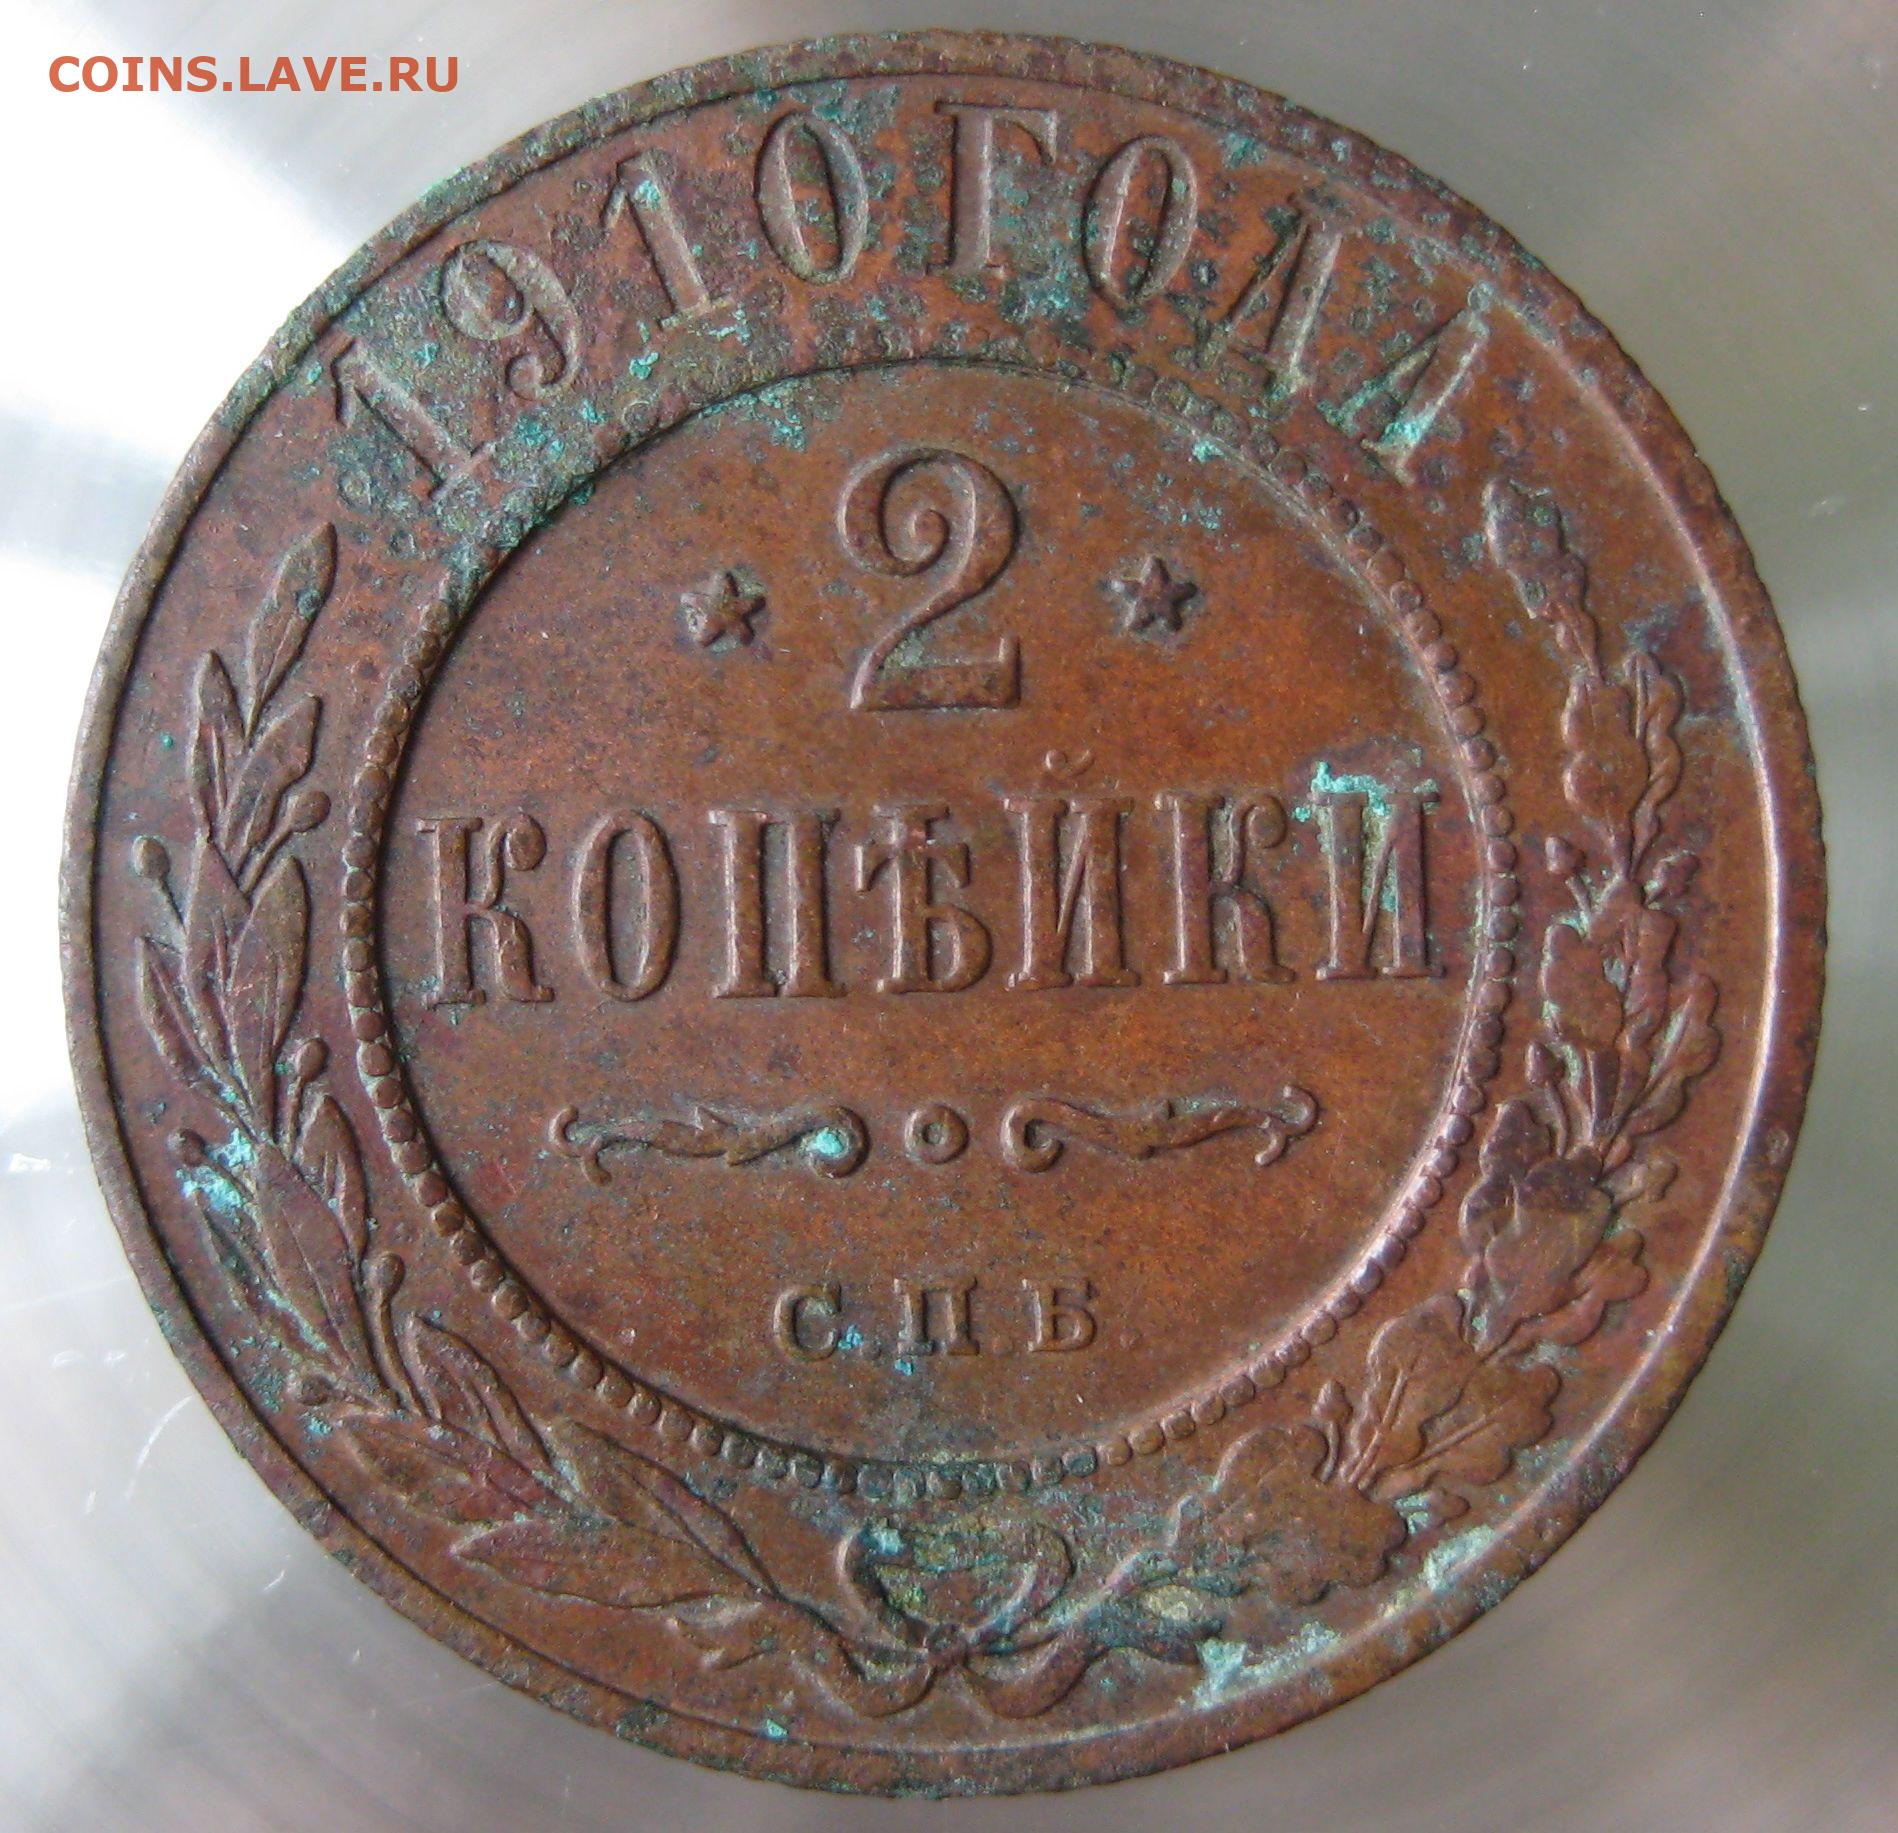 COINS.LAVE.RU
1910 ГОДА
2
КОПѢЙКИ
С.П.Б